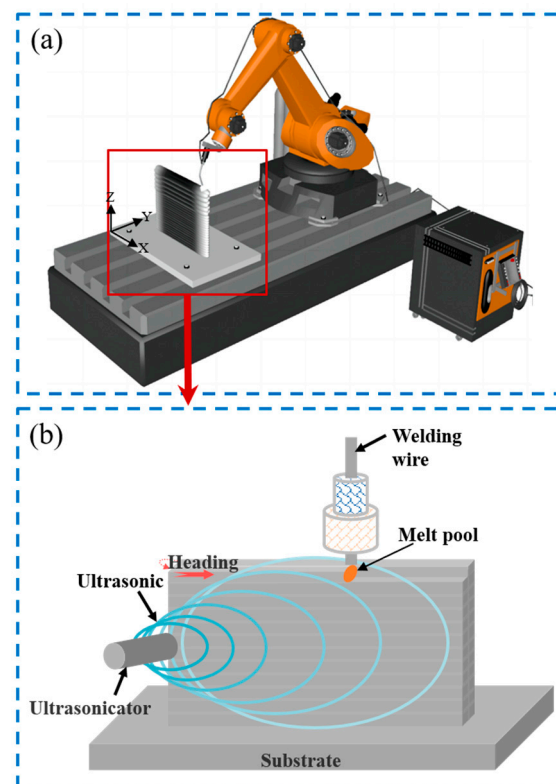 (a)
Z
Y
X
(b)
Welding
wire
Melt pool
Heading
Ultrasonic
Ultrasonicator
Substrate